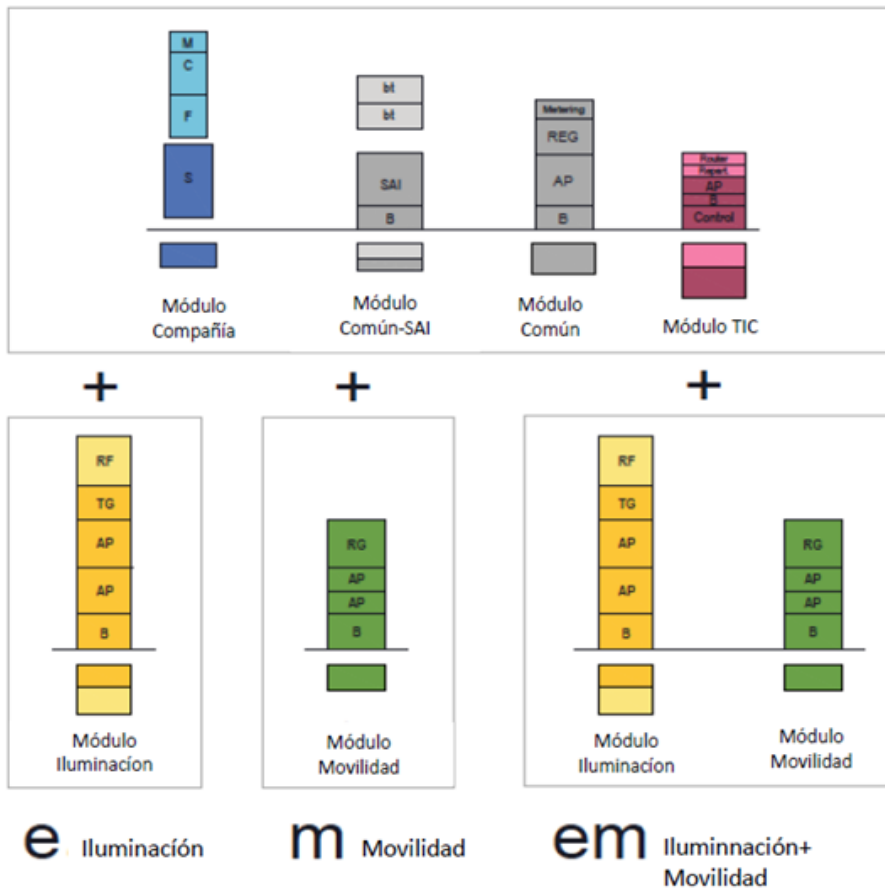 M
C
F
S
bt
bt
SAI
B
Metering
REG
AP
B
Router
Repart.
AP
B
Control
Módulo
Compañía
Módulo
Común-SAI
Módulo
Común
Módulo TIC
+
+
+
RF
TG
AP
AP
B
Módulo
Iluminacíon
RG
AP
AP
B
Módulo
Movilidad
RF
TG
AP
AP
B
Módulo
Iluminacíon
RG
AP
AP
B
Módulo
Movilidad
e Iluminacíón
m Movilidad
em Iluminnación+
Movilidad